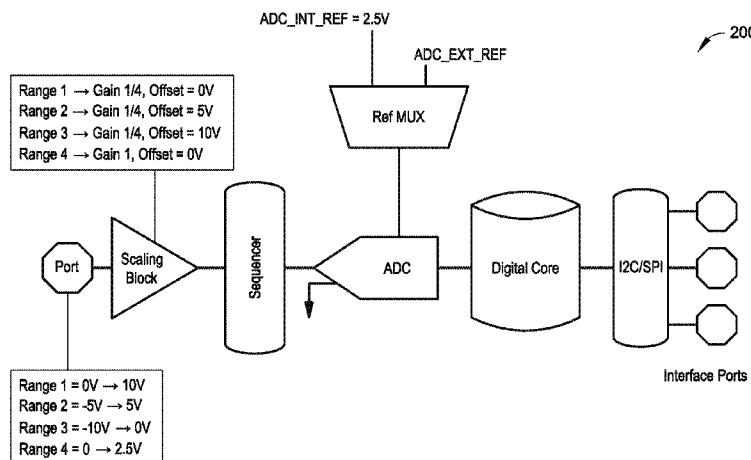 ADC_INT_REF = 2.5V
200
ADC_EXT_REF
Range 1 → Gain 1/4, Offset = 0V
Range 2 → Gain 1/4, Offset = 5V
Range 3 → Gain 1/4, Offset = 10V
Range 4 → Gain 1, Offset = 0V
Ref MUX
Port
Scaling
Block
Sequencer
ADC
Digital Core
I2C/SPI
Interface Ports
Range 1 = 0V → 10V
Range 2 = -5V → 5V
Range 3 = -10V → 0V
Range 4 = 0 → 2.5V